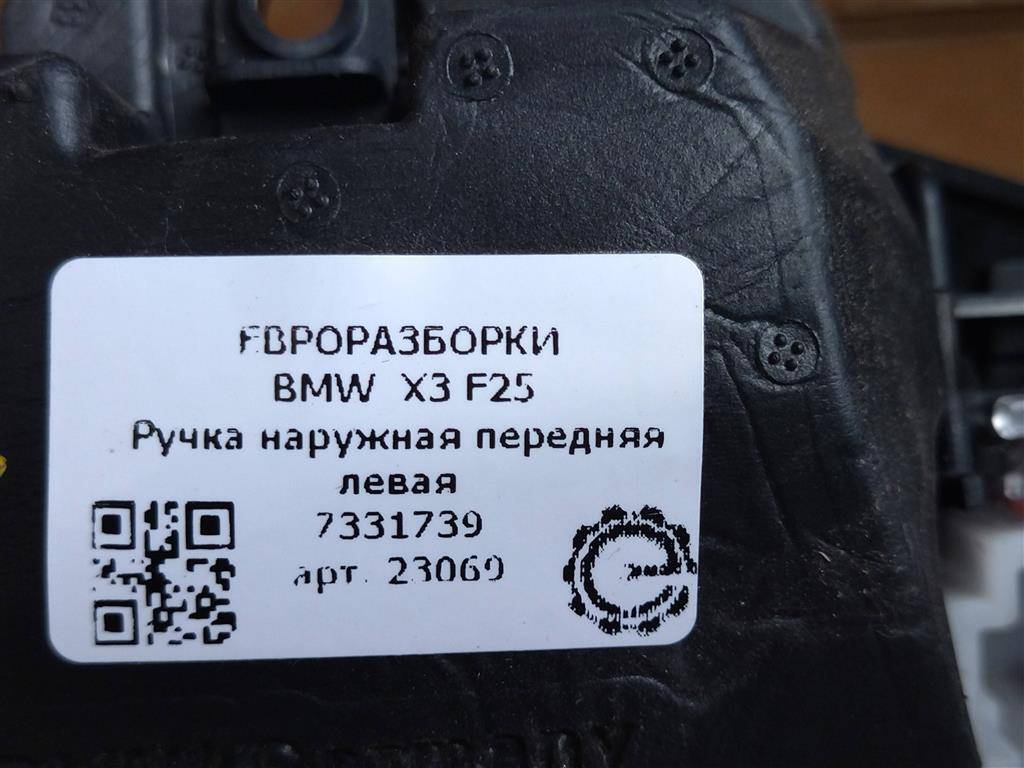 ЕВРОРАЗБОРКИ
BMW X3 F25
Ручка наружная передняя
левая
7331739
арт. 23069